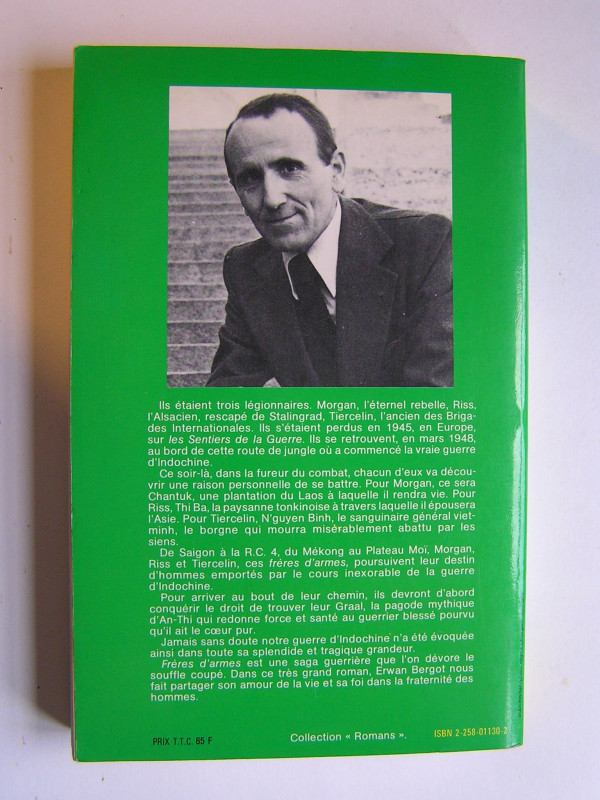 Ils étaient trois légionnaires. Morgan, l'éternel rebelle, Riss,
l'Alsacien, rescapé de Stalingrad, Tiercelin, l'ancien des Briga-
des Internationales. Ils s'étaient perdus en 1945, en Europe,
sur les Sentiers de la Guerre. Ils se retrouvent, en mars 1948,
au bord de cette route de jungle où a commencé la vraie guerre
d'Indochine.
Ce soir-là, dans la fureur du combat, chacun d'eux va décou-
vrir une raison personnelle de se battre. Pour Morgan, ce sera
Chantuk, une plantation du Laos à laquelle il rendra vie. Pour
Riss, Thi Ba, la paysanne tonkinoise à travers laquelle il épousera
l'Asie. Pour Tiercelin, N'guyen Binh, le sanguinaire général viet-
minh, le borgne qui mourra misérablement abattu par les
siens.
De Saigon à la R.C. 4, du Mékong au Plateau Moï, Morgan,
Riss et Tiercelin, ces frères d'armes, poursuivent leur destin
d'hommes emportés par le cours inexorable de la guerre
d'Indochine.
Pour arriver au bout de leur chemin, ils devront d'abord
conquérir le droit de trouver leur Graal, la pagode mythique
d'An-Thi qui redonne force et santé au guerrier blessé pourvu
qu'il ait le cœur pur.
Jamais sans doute notre guerre d'Indochine n'a été évoquée
ainsi dans toute sa splendide et tragique grandeur.
Frères d'armes est une saga guerrière que l'on dévore le
souffle coupé. Dans ce très grand roman, Erwan Bergot nous
fait partager son amour de la vie et sa foi dans la fraternité des
hommes.
PRIX T.T.C. 65 F
Collection « Romans ».
ISBN 2-258-01130-2